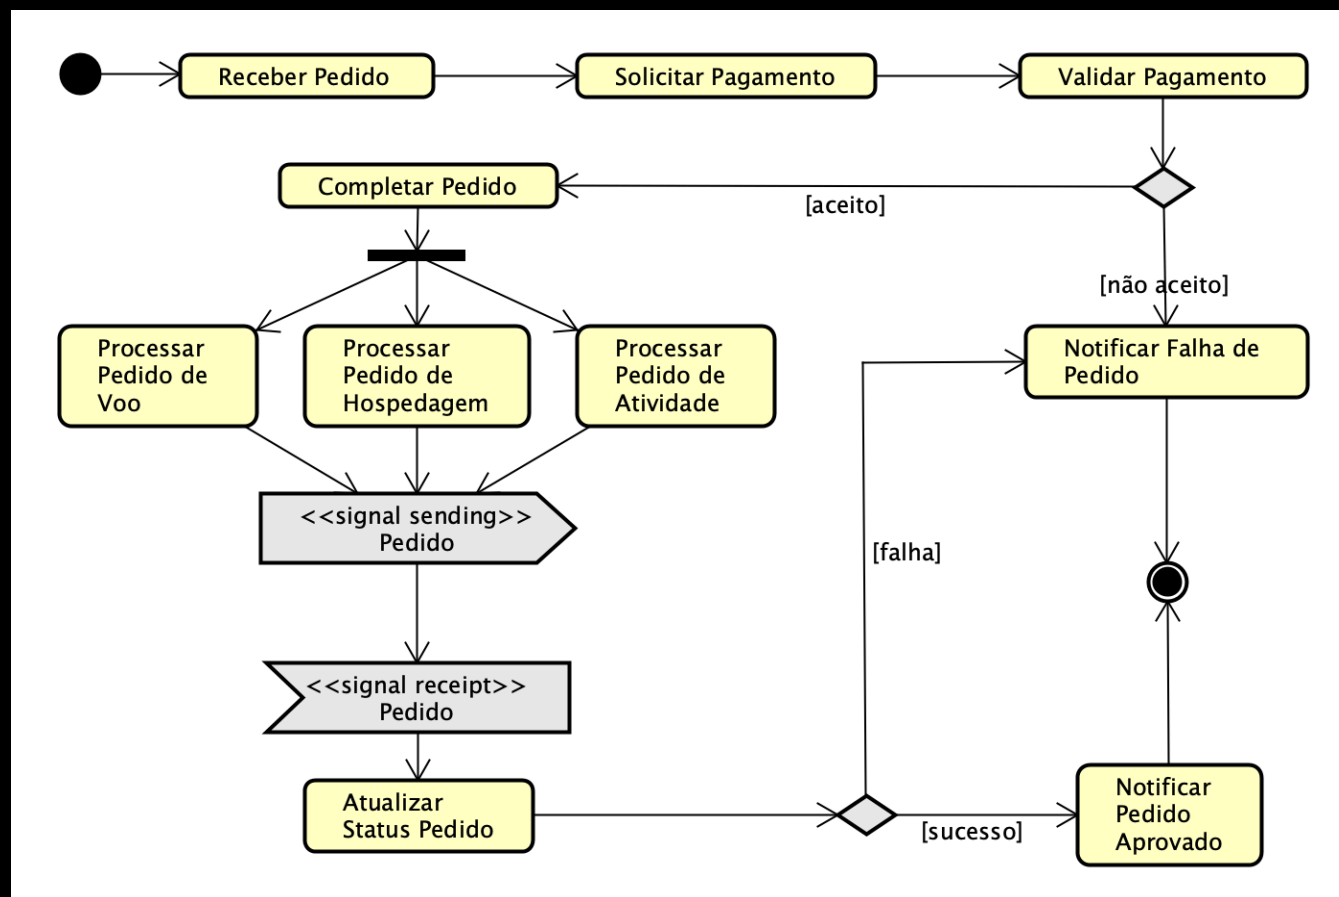 Receber Pedido
Solicitar Pagamento
Validar Pagamento
Completar Pedido
[aceito]
[não aceito]
Processar
Pedido de
Voo
Processar
Pedido de
Hospedagem
Processar
Pedido de
Atividade
Notificar Falha de
Pedido
<<signal sending>>
Pedido
[falha]
<<signal receipt>>
Pedido
Atualizar
Status Pedido
[sucesso]
Notificar
Pedido
Aprovado